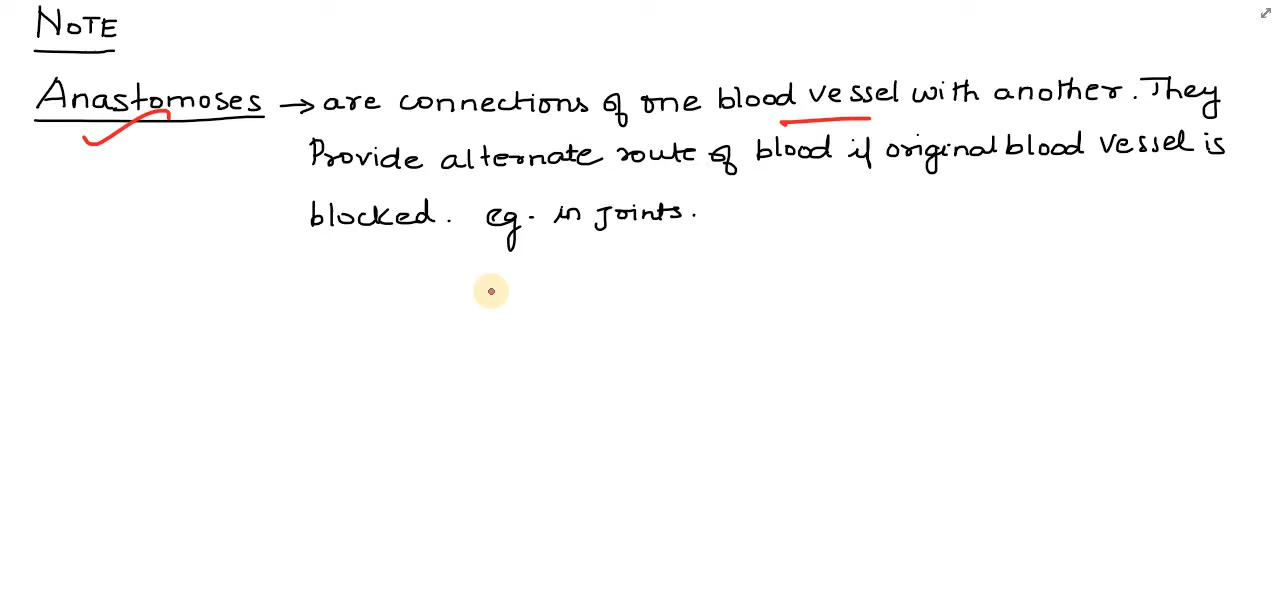 NOTE
Anastomoses → are connections of one blood vessel with another. They
Provide alternate route of blood if original blood vessel is
blocked. eg. in Joints.